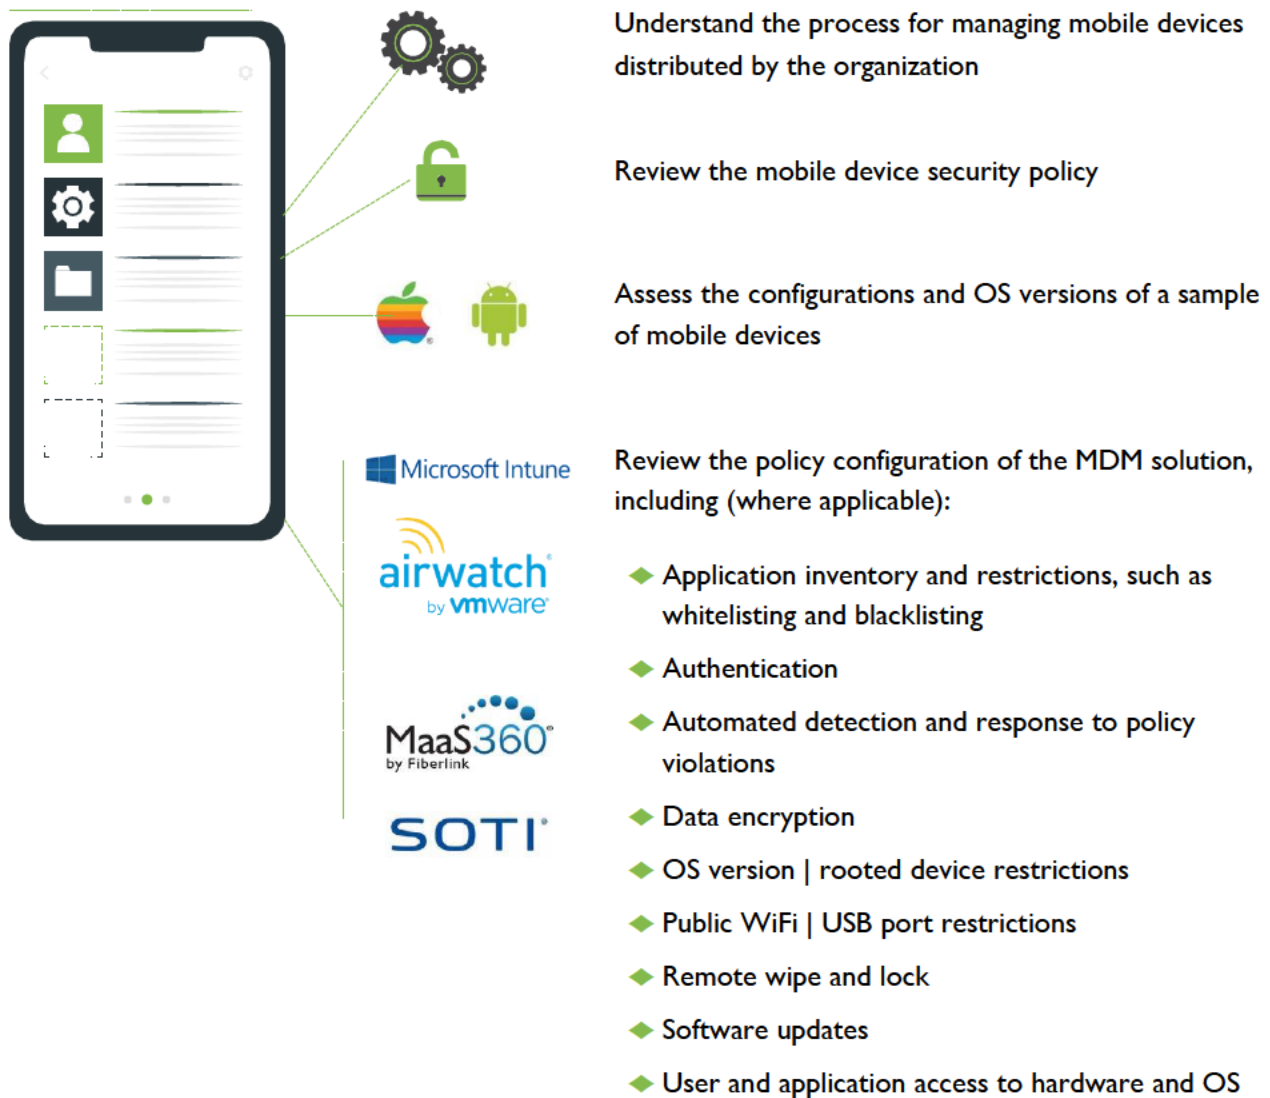 Understand the process for managing mobile devices
distributed by the organization
Review the mobile device security policy
Assess the configurations and OS versions of a sample
of mobile devices
Microsoft Intune
airwatch
by vmware
MaaS360
by Fiberlink
SOTI
Review the policy configuration of the MDM solution,
including (where applicable):
Application inventory and restrictions, such as
whitelisting and blacklisting
Authentication
Automated detection and response to policy
violations
Data encryption
OS version | rooted device restrictions
Public WiFi | USB port restrictions
Remote wipe and lock
Software updates
User and application access to hardware and OS